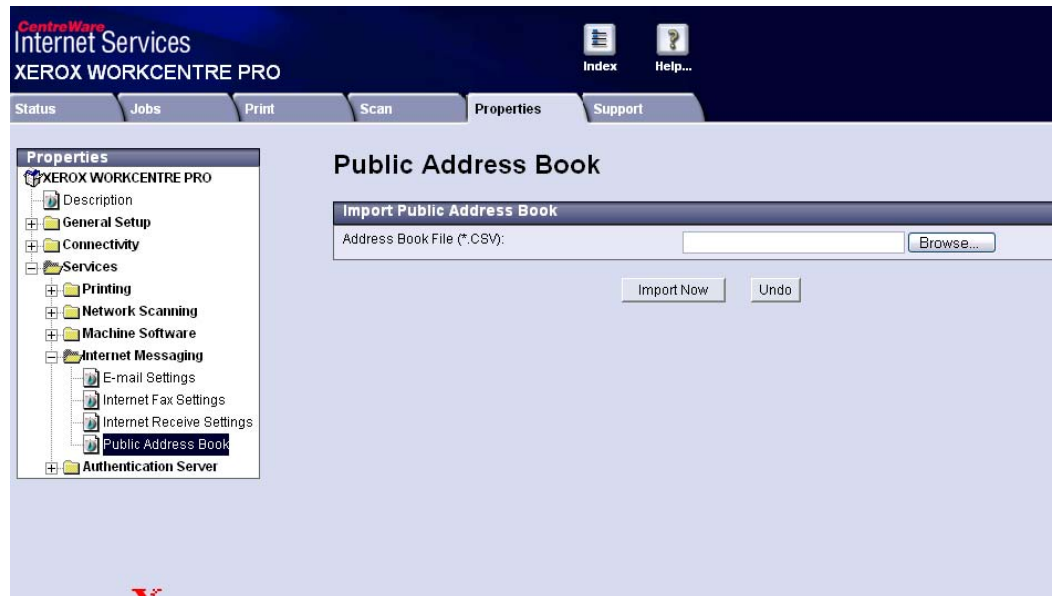 CentreWare
Internet Services
XEROX WORKCENTRE PRO
Index
Help...
Status
Jobs
Print
Scan
Properties
Support
Properties
XEROX WORKCENTRE PRO
Description
General Setup
Connectivity
Services
Printing
Network Scanning
Machine Software
Internet Messaging
E-mail Settings
Internet Fax Settings
Internet Receive Settings
Public Address Book
Authentication Server
Public Address Book
Import Public Address Book
Address Book File (*.CSV):
Browse...
Import Now
Undo